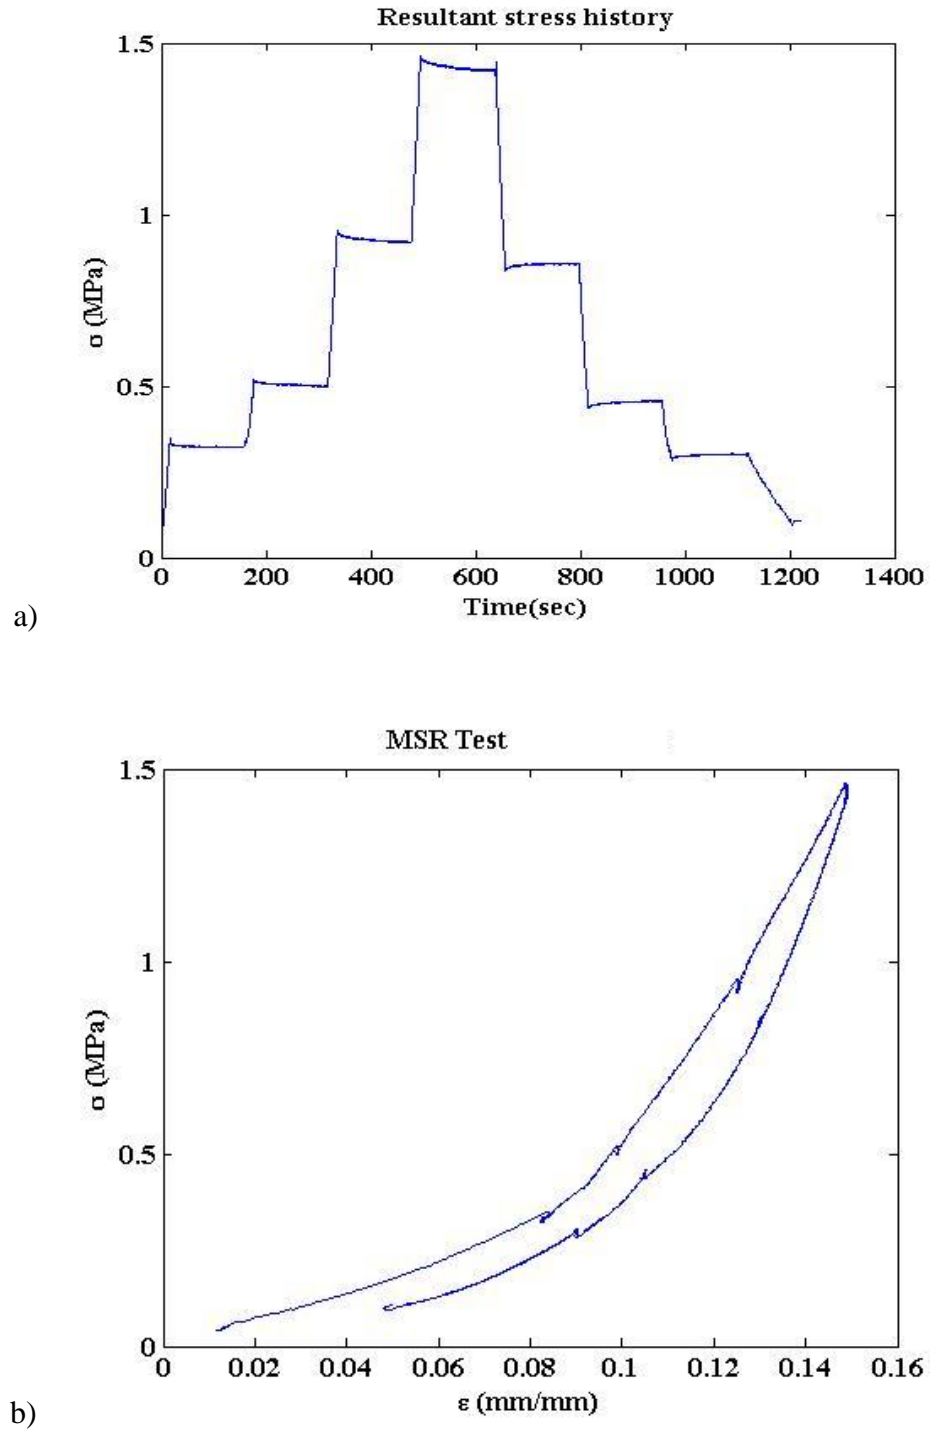 Resultant stress history
1.5
1
0.5
0
σ (MPa)
0 200 400 600 800 1000 1200 1400
Time(sec)
a)
MSR Test
1.5
1
0.5
0
σ (MPa)
0 0.02 0.04 0.06 0.08 0.1 0.12 0.14 0.16
ε (mm/mm)
b)